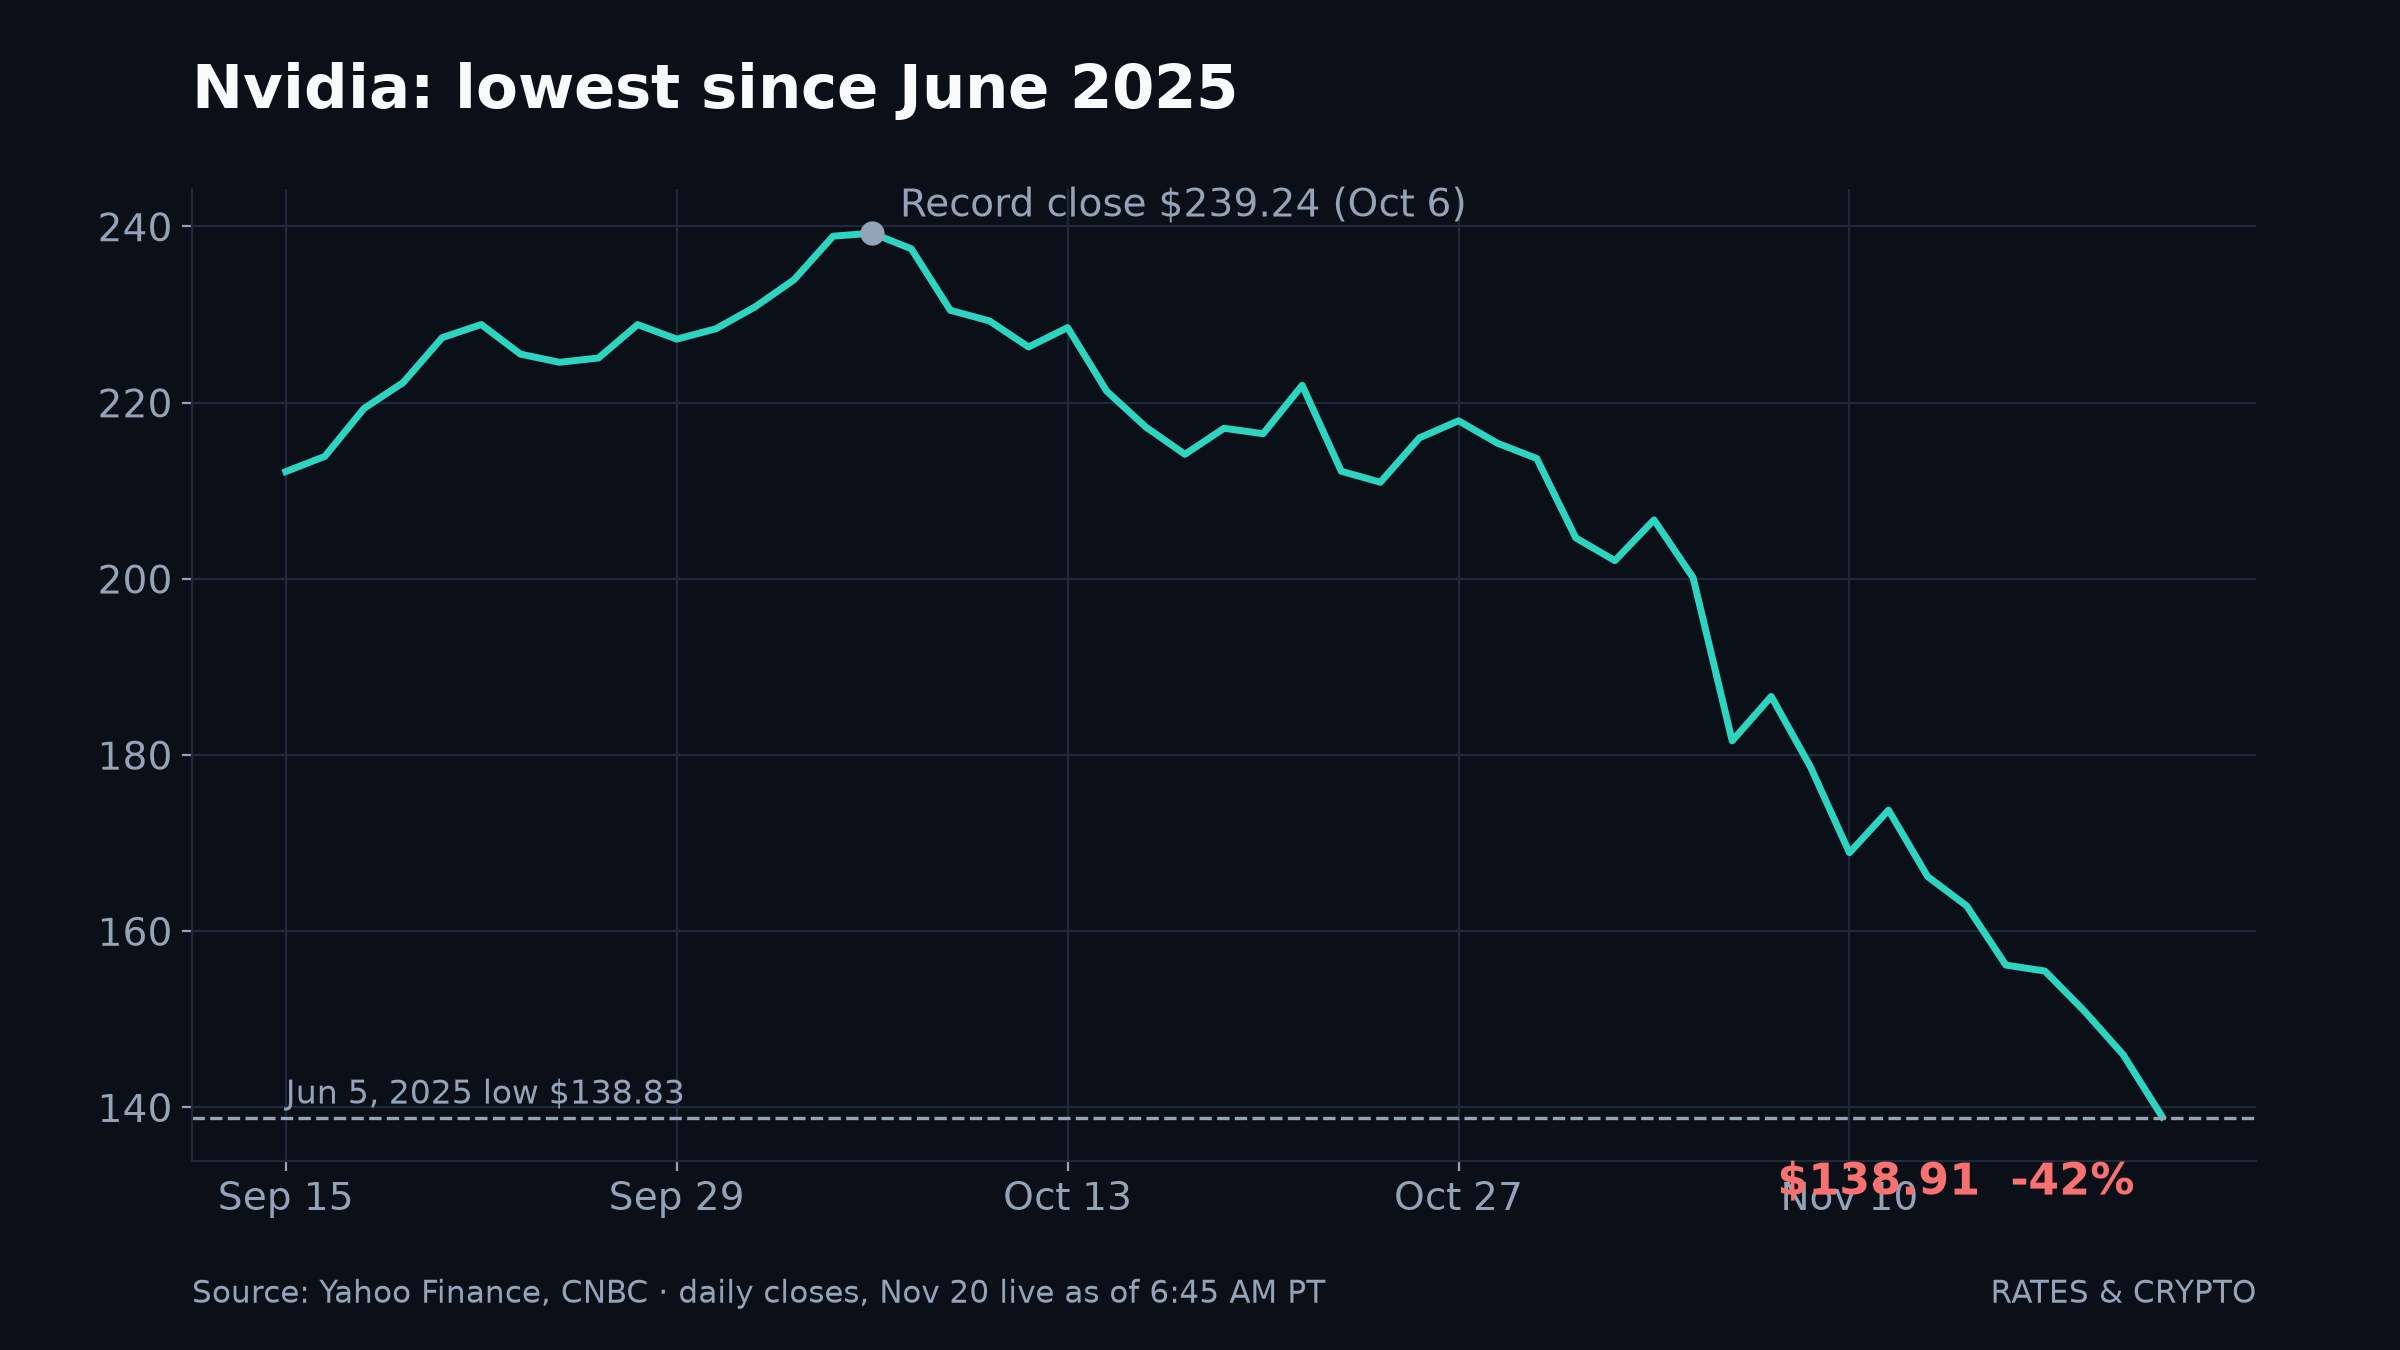 Nvidia: lowest since June 2025
Record close $239.24 (Oct 6)
240
220
200
180
160
140
Jun 5, 2025 low $138.83
$138.91 -42%
Sep 15
Sep 29
Oct 13
Oct 27
Nov 10
Source: Yahoo Finance, CNBC · daily closes, Nov 20 live as of 6:45 AM PT
RATES & CRYPTO